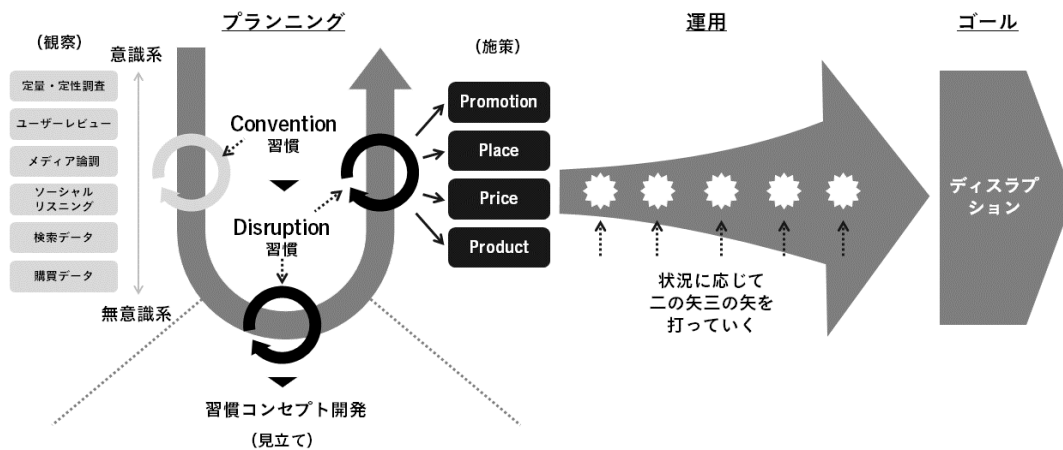 プランニング
運用
ゴール
(観察)
意識系
定量・定性調査
ユーザーレビュー
メディア論調
ソーシャル
リスニング
検索データ
購買データ
無意識系
Convention
習慣
Disruption
習慣
習慣コンセプト開発
(見立て)
(施策)
Promotion
Place
Price
Product
状況に応じて
二の矢三の矢を
打っていく
ディスラプ
ション